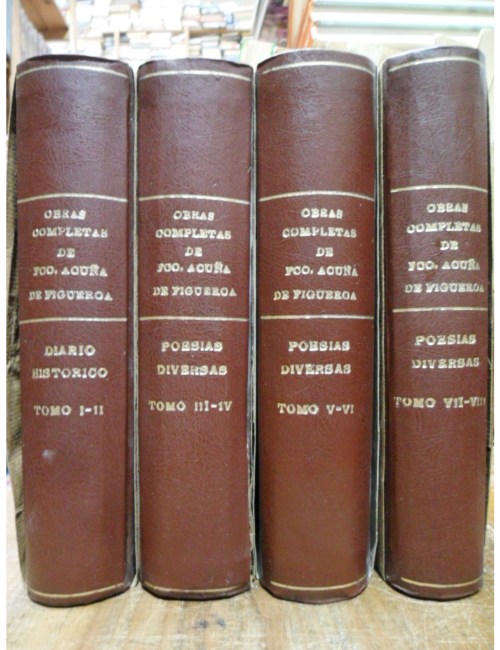 OBRAS
COMPLETAS
DE
FCO. ACUÑA
DE FIGUEROA
DIARIO
HISTORICO
TOMO I-II
OBRAS
COMPLETAS
DE
FCO. ACUÑA
DE FIGUEROA
POESIAS
DIVERSAS
TOMO III-IV
OBRAS
COMPLETAS
DE
FCO. ACUÑA
DE FIGUEROA
POESIAS
DIVERSAS
TOMO V-VI
OBRAS
COMPLETAS
DE
FCO. ACUÑA
DE FIGUEROA
POESIAS
DIVERSAS
TOMO VII-VIII